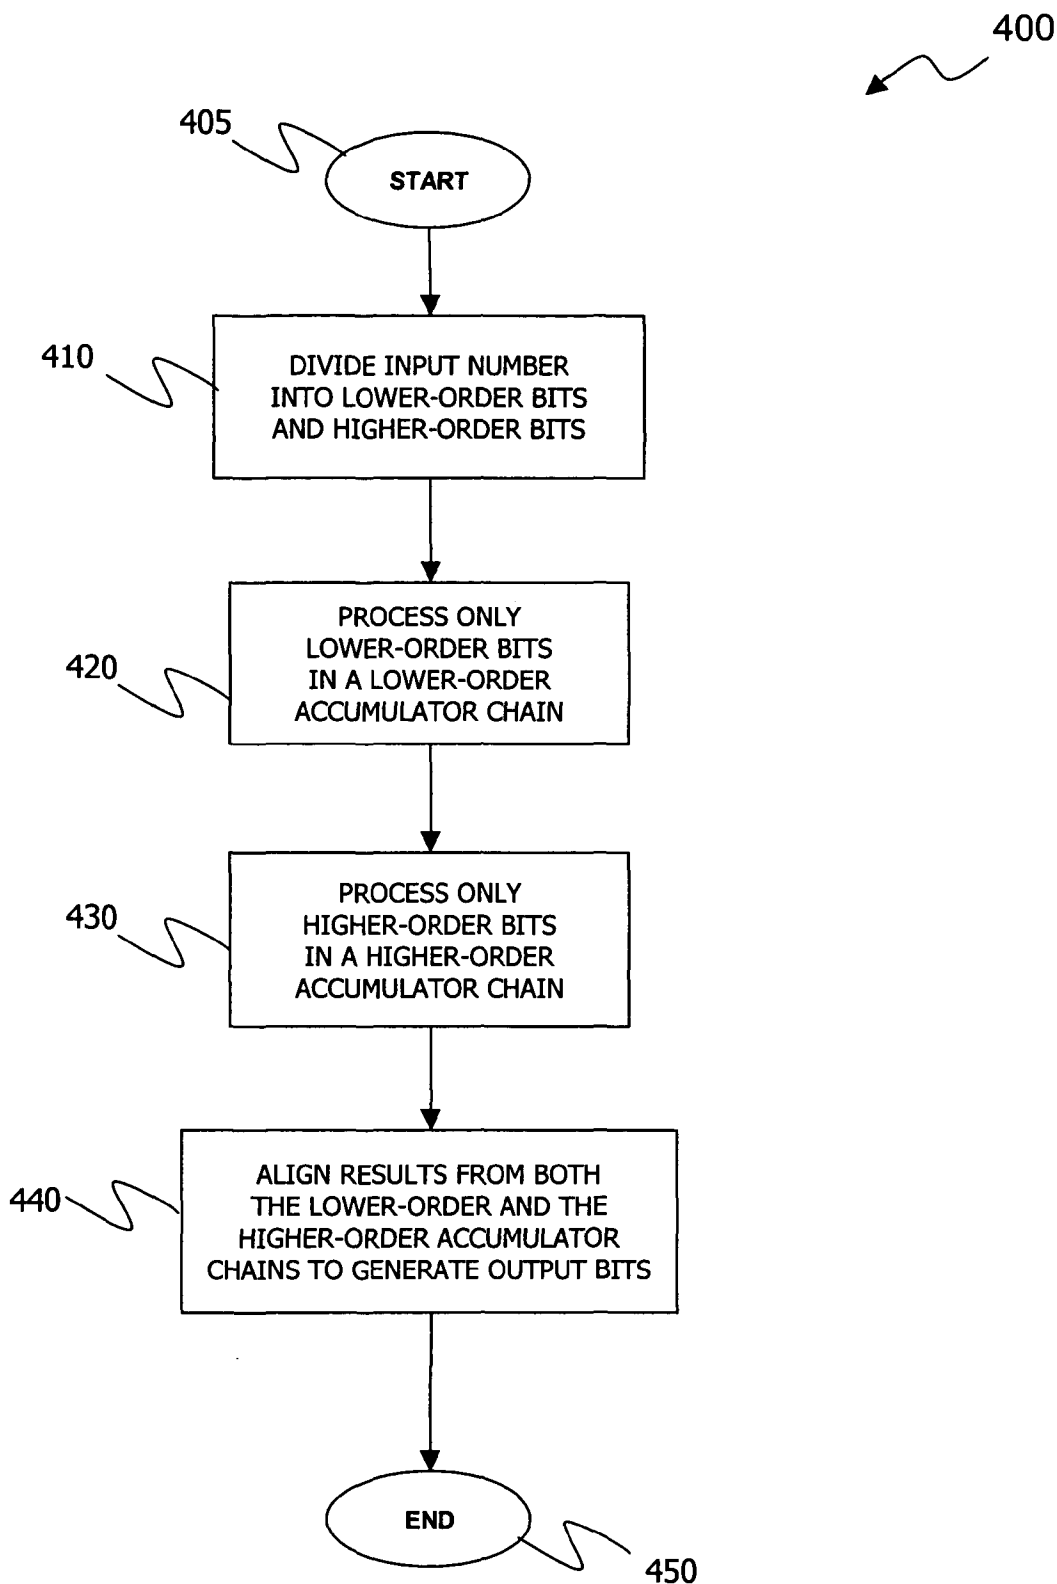 400
405
START
410
DIVIDE INPUT NUMBER
INTO LOWER-ORDER BITS
AND HIGHER-ORDER BITS
420
PROCESS ONLY
LOWER-ORDER BITS
IN A LOWER-ORDER
ACCUMULATOR CHAIN
430
PROCESS ONLY
HIGHER-ORDER BITS
IN A HIGHER-ORDER
ACCUMULATOR CHAIN
440
ALIGN RESULTS FROM BOTH
THE LOWER-ORDER AND THE
HIGHER-ORDER ACCUMULATOR
CHAINS TO GENERATE OUTPUT BITS
END
450